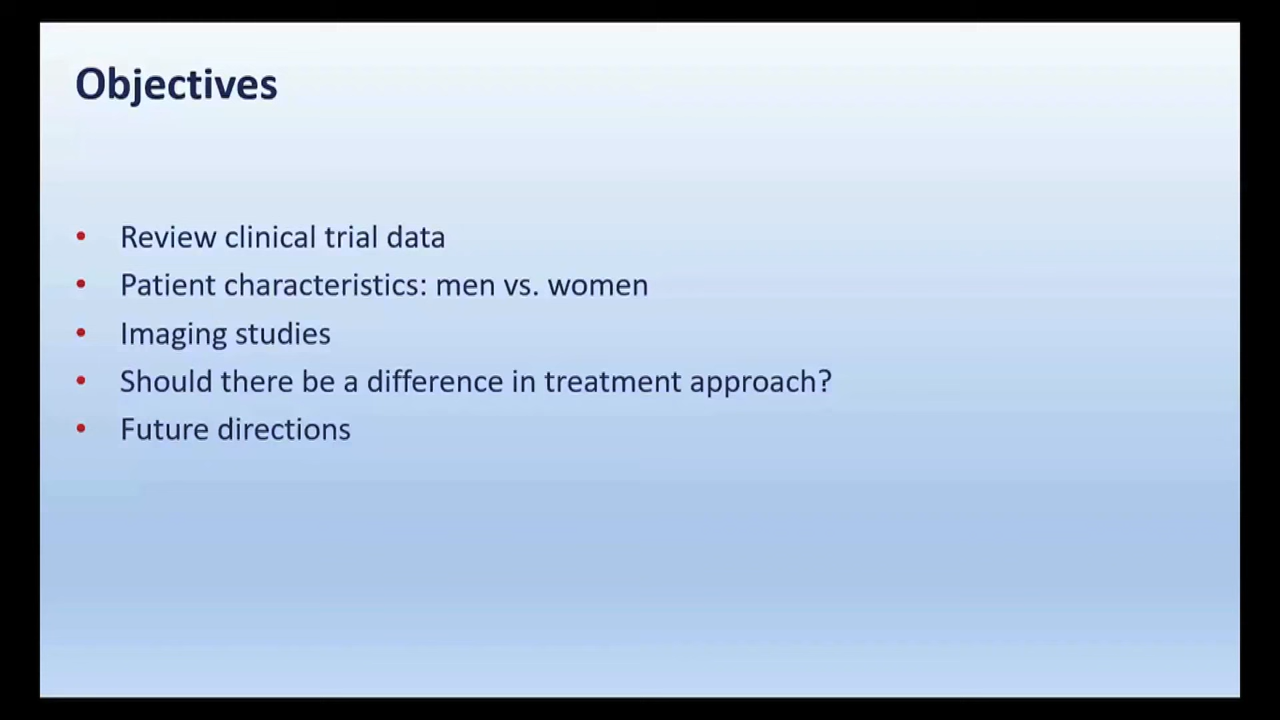 Objectives
• Review clinical trial data
• Patient characteristics: men vs. women
• Imaging studies
• Should there be a difference in treatment approach?
• Future directions